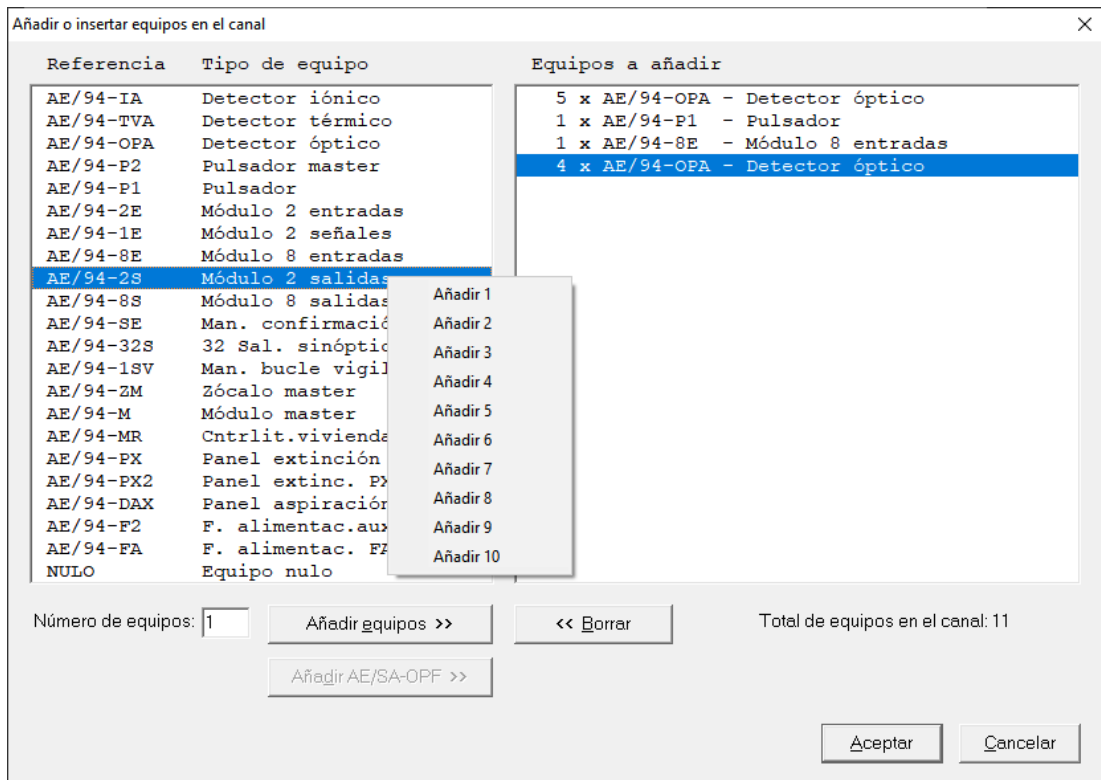 Añadir o insertar equipos en el canal
Referencia Tipo de equipo
AE/94-IA Detector iónico
AE/94-TVA Detector térmico
AE/94-OPA Detector óptico
AE/94-P2 Pulsador master
AE/94-P1 Pulsador
AE/94-2E Módulo 2 entradas
AE/94-1E Módulo 2 señales
AE/94-8E Módulo 8 entradas
AE/94-2S Módulo 2 salidas
AE/94-8S Módulo 8 salidas
AE/94-SE Man. confirmació
AE/94-32S 32 Sal. sinóptic
AE/94-1SV Man. bucle vigil
AE/94-ZM Zócalo master
AE/94-M Módulo master
AE/94-MR Cntrlit.vivienda
AE/94-PX Panel extinción
AE/94-PX2 Panel extinc. PX
AE/94-DAX Panel aspiración
AE/94-F2 F. alimentac.aux
AE/94-FA F. alimentac. FA
NULO Equipo nulo
Añadir 1
Añadir 2
Añadir 3
Añadir 4
Añadir 5
Añadir 6
Añadir 7
Añadir 8
Añadir 9
Añadir 10
Equipos a añadir
5 x AE/94-OPA - Detector óptico
1 x AE/94-P1 - Pulsador
1 x AE/94-8E - Módulo 8 entradas
4 x AE/94-OPA - Detector óptico
Número de equipos: 1
Añadir equipos >>
<< Borrar
Total de equipos en el canal: 11
Añadir AE/SA-OPF >>
Aceptar
Cancelar